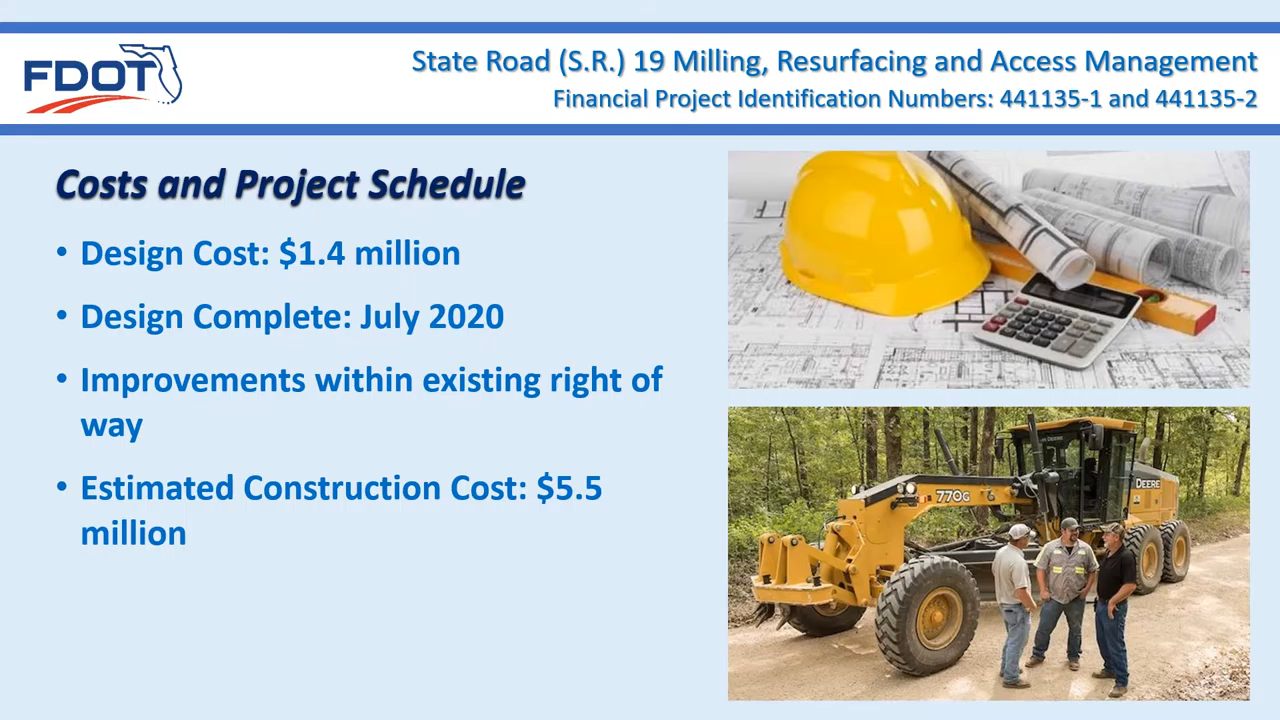 FDOT
State Road (S.R.) 19 Milling, Resurfacing and Access Management
Financial Project Identification Numbers: 441135-1 and 441135-2
Costs and Project Schedule
• Design Cost: $1.4 million
• Design Complete: July 2020
• Improvements within existing right of
way
• Estimated Construction Cost: $5.5
million
770G
DEERE